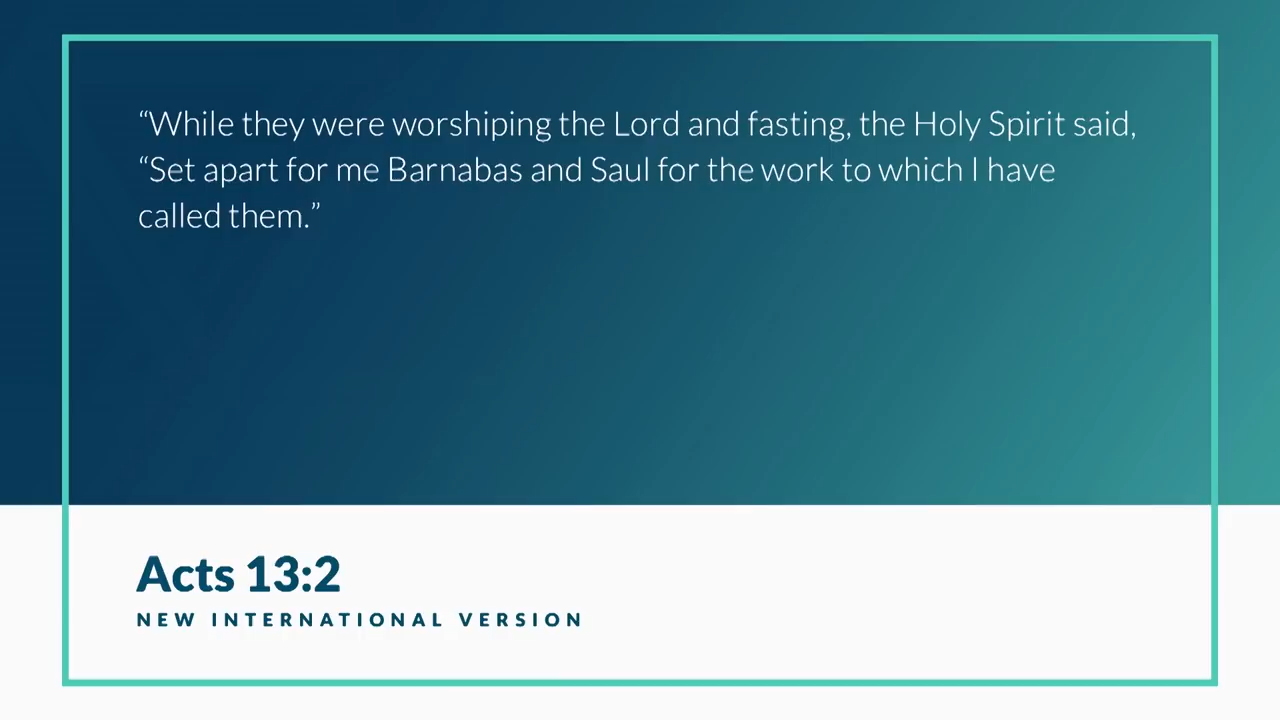 “While they were worshiping the Lord and fasting, the Holy Spirit said,
“Set apart for me Barnabas and Saul for the work to which I have
called them.”
Acts 13:2
NEW INTERNATIONAL VERSION